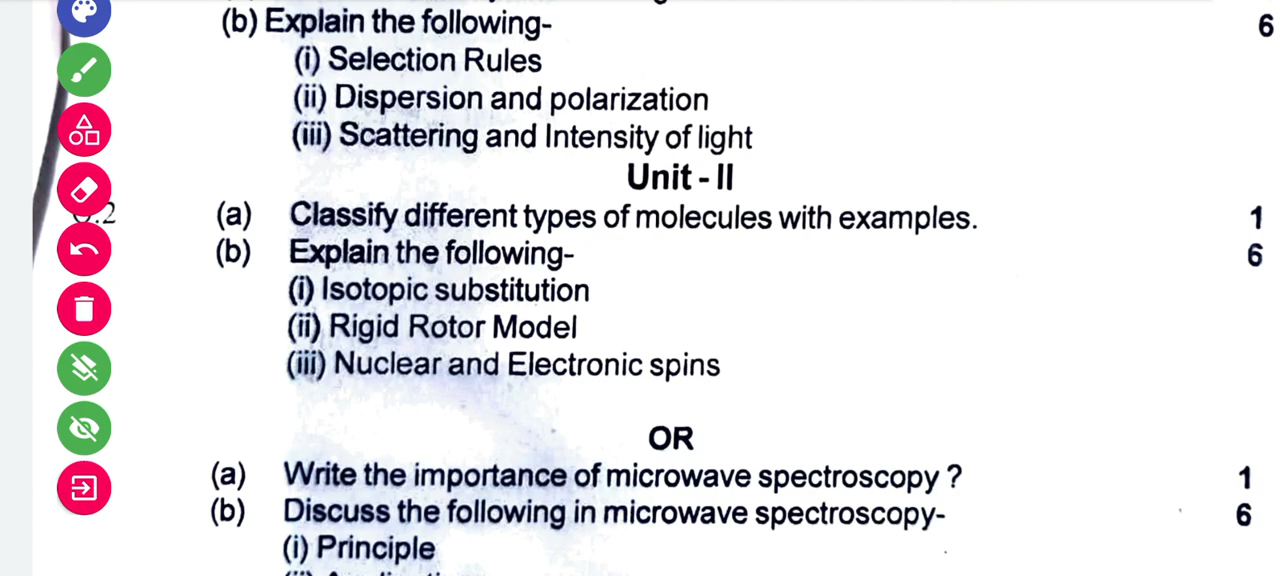 (b) Explain the following- 6
(i) Selection Rules
(ii) Dispersion and polarization
(iii) Scattering and Intensity of light
Unit - II
(a) Classify different types of molecules with examples. 1
(b) Explain the following- 6
(i) Isotopic substitution
(ii) Rigid Rotor Model
(iii) Nuclear and Electronic spins
OR
(a) Write the importance of microwave spectroscopy ? 1
(b) Discuss the following in microwave spectroscopy- 6
(i) Principle